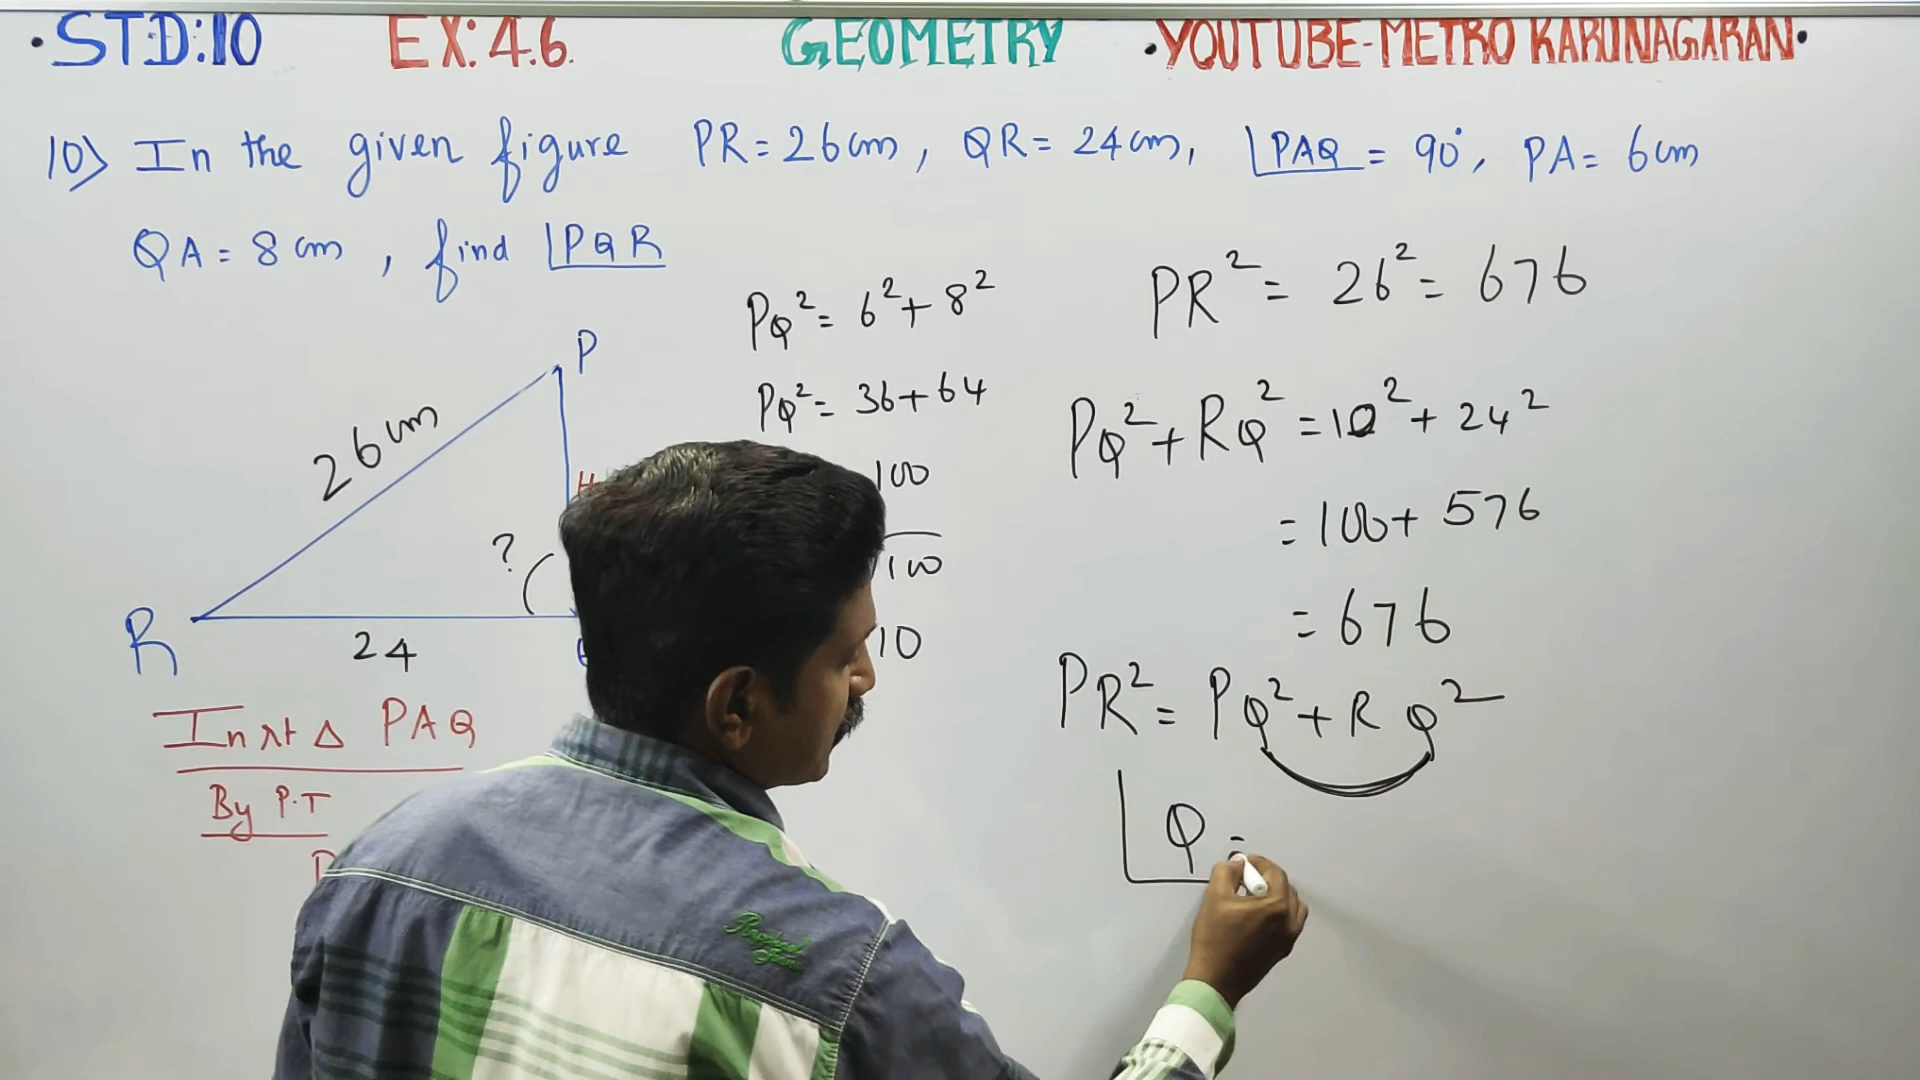 •STD:10 EX:4.6. GEOMETRY •YOUTUBE-METRO KARUNAGARAN•
10) In the given figure PR=26cm, QR=24cm, ∠PAQ=90°, PA=6cm
QA=8cm, find ∠PQR
PQ²=6²+8²
PQ²=36+64
100
100
10
P
26cm
?
R
24
In rt △ PAQ
By P.T
PR²=26²=676
PQ²+RQ²=10²+24²
=100+576
=676
PR²=PQ²+RQ²
∠Q=